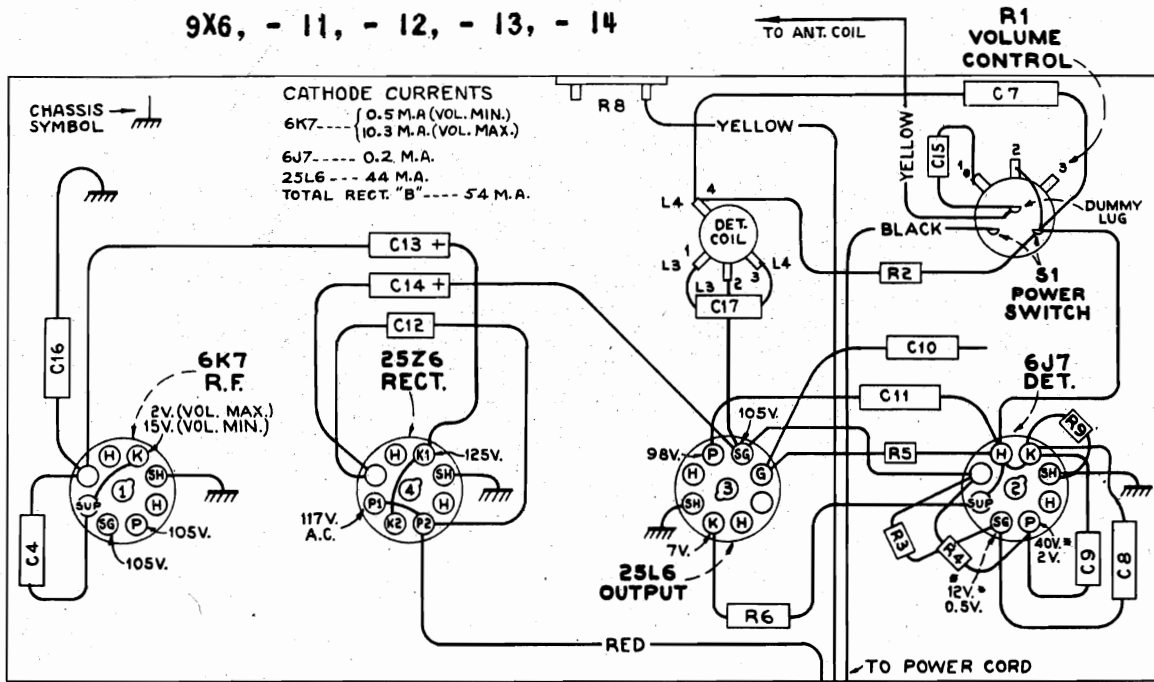 9X6, - 11, - 12, - 13, - 14
TO ANT. COIL
R1
VOLUME
CONTROL
CHASSIS
SYMBOL
CATHODE CURRENTS
6K7---- { 0.5 M.A (VOL. MIN.)
10.3 M.A. (VOL. MAX.)
6J7----- 0.2 M.A.
25L6 --- 44 M.A.
TOTAL RECT. "B"---- 54 M.A.
R8
YELLOW
YELLOW
C7
C15
1
2
3
DUMMY
LUG
BLACK
S1
POWER
SWITCH
L4
4
DET.
COIL
1
L3
L3
2
3
L4
C17
R2
C13 +
C14 +
C12
C16
6K7
R.F.
2V. (VOL. MAX.)
15V. (VOL. MIN.)
H
K
SH
1
SUP
H
SG
P
105V.
105V.
C4
25Z6
RECT.
H
K1
125V.
SH
4
P1
H
K2
P2
117V.
A.C.
C10
C11
R5
98V.
105V.
P
SG
H
G
3
SH
K
H
7V.
25L6
OUTPUT
R6
6J7
DET.
H
K
R9
SH
2
SUP
H
SG
P
40V.*
2V.
12V.*
0.5V.
R3
R4
C9
C8
RED
TO POWER CORD